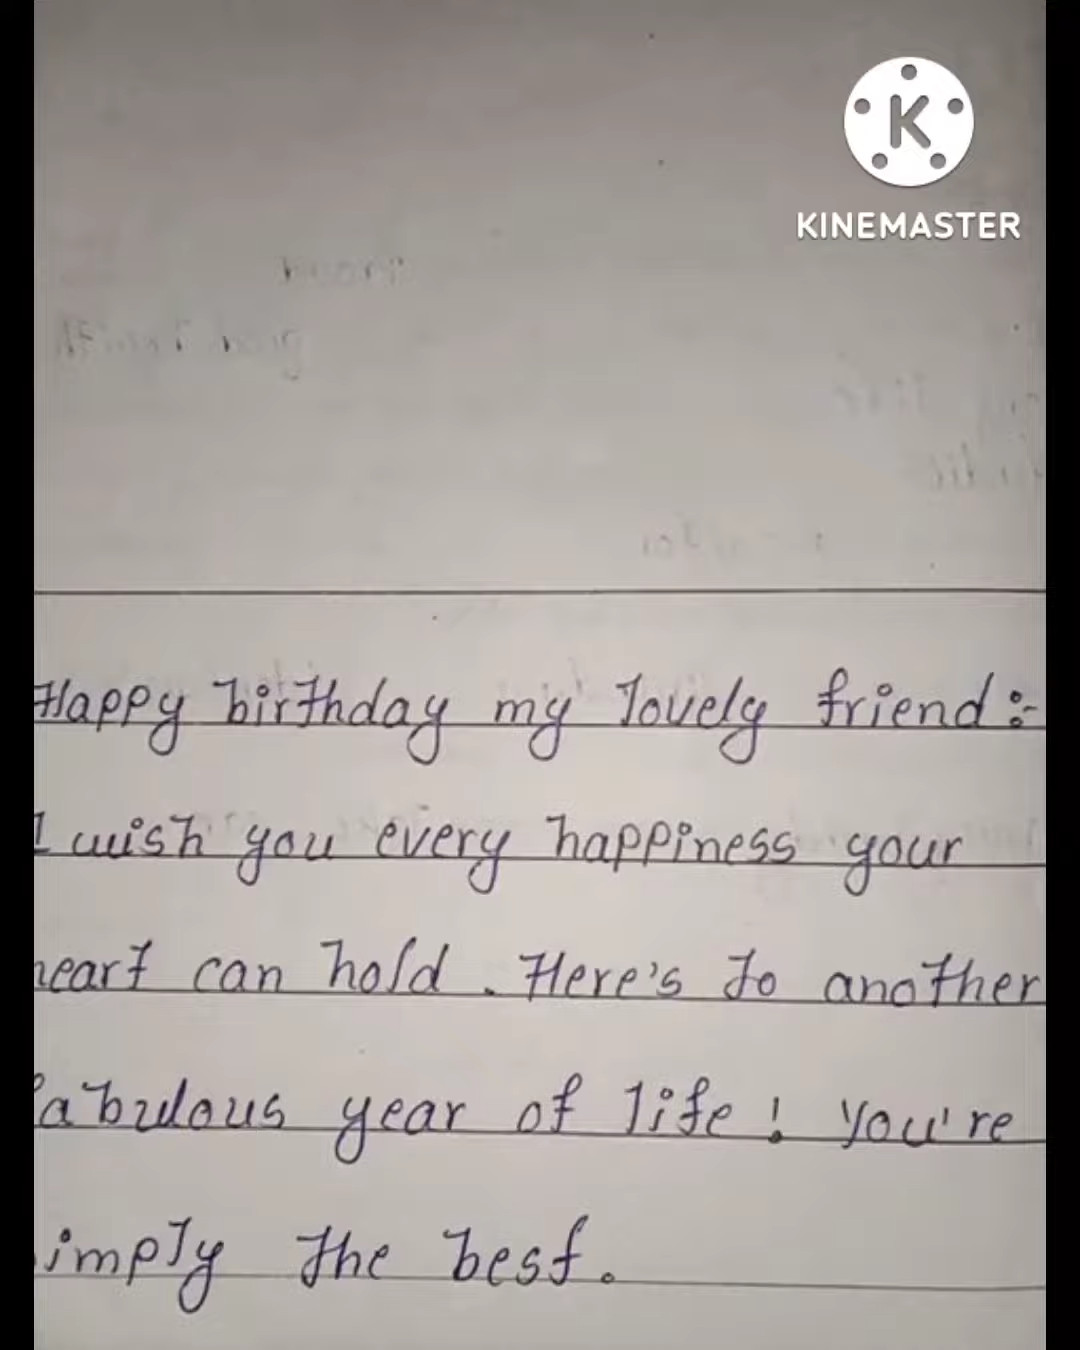 KINEMASTER
Happy birthday my lovely friend :-
I wish you every happiness your
heart can hold . Here's to another
fabulous year of life ! You're
simply the best .